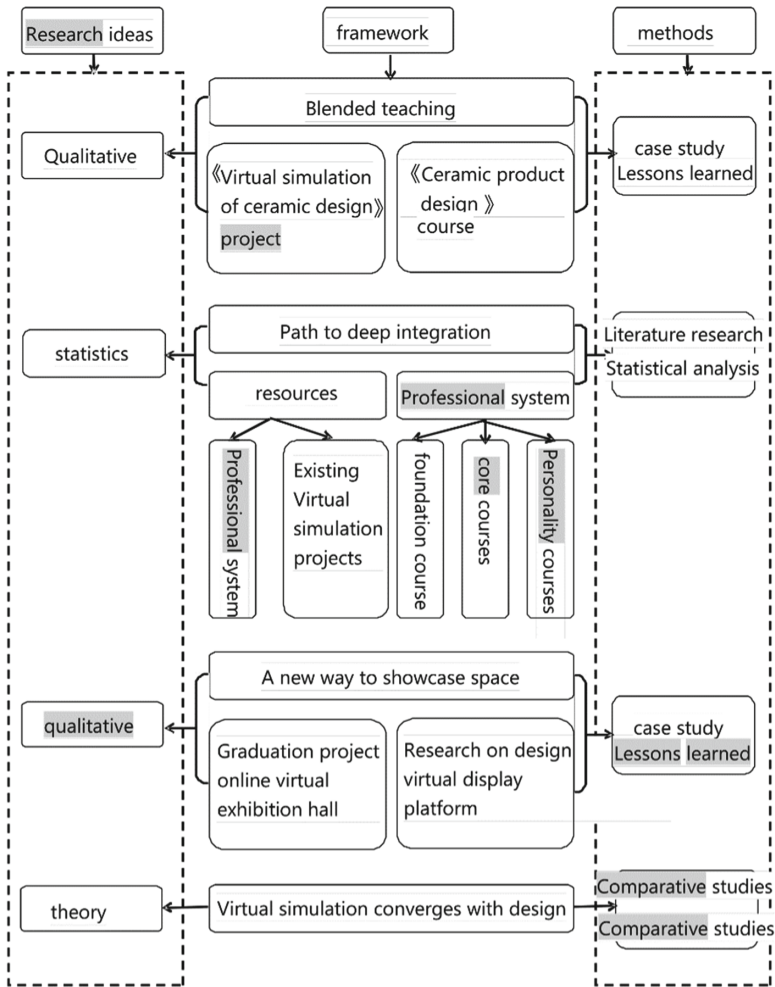 Research ideas
framework
methods
Blended teaching
Qualitative
《Virtual simulation
of ceramic design》
project
《Ceramic product
design 》
course
case study
Lessons learned
Path to deep integration
statistics
Literature research
Statistical analysis
resources
Professional system
Professional system
Existing
Virtual
simulation
projects
foundation course
core courses
Personality courses
A new way to showcase space
qualitative
Graduation project
online virtual
exhibition hall
Research on design
virtual display
platform
case study
Lessons learned
theory
Virtual simulation converges with design
Comparative studies
Comparative studies